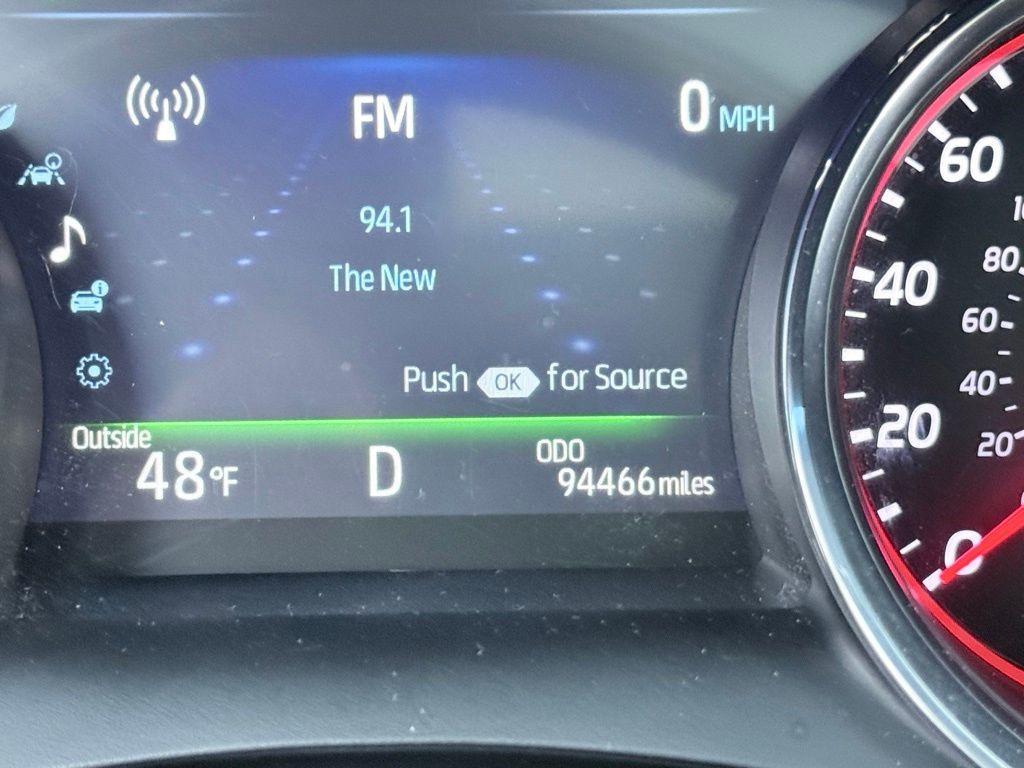 FM
0 MPH
94.1
The New
Push OK for Source
Outside
48°F
D
ODO
94466 miles
60
40
20
0
80
60
40
20